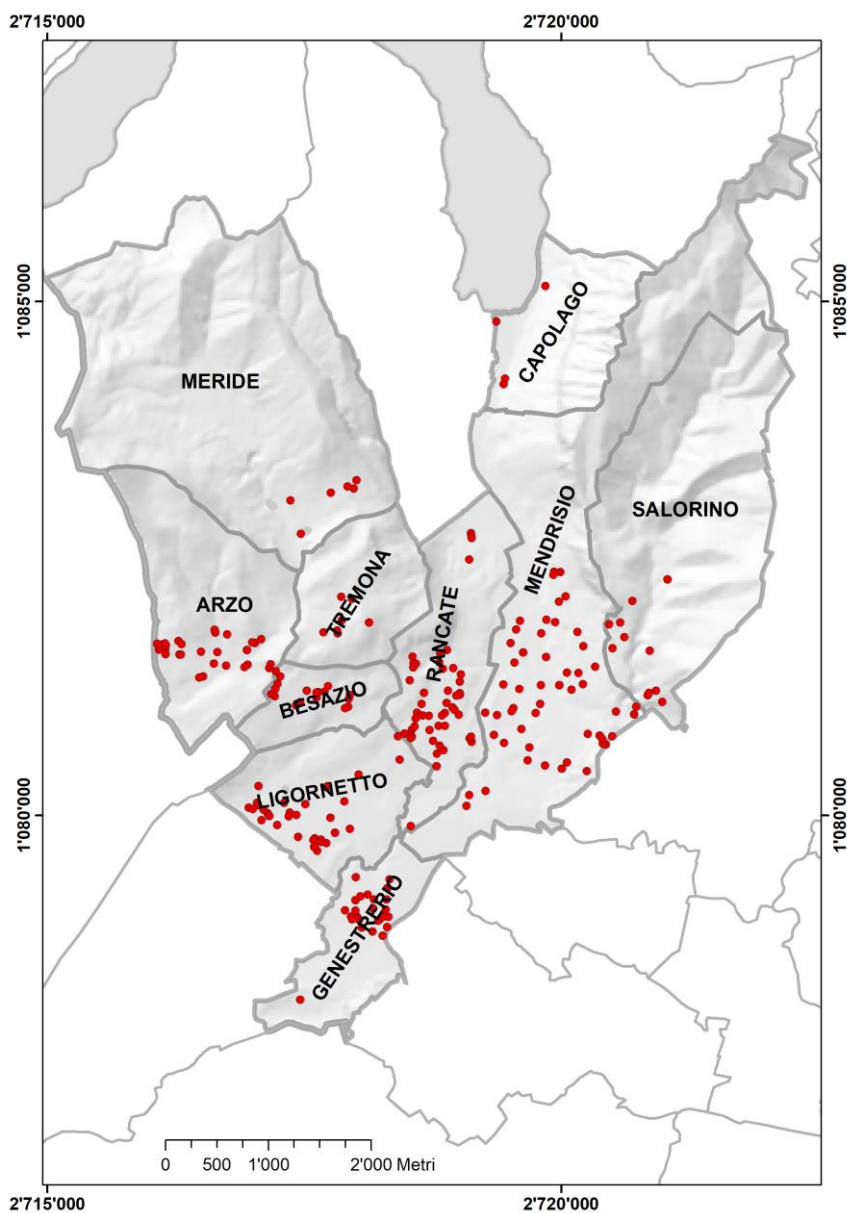 2'715'000
2'720'000
1'085'000
1'085'000
CAPOLAGO
MERIDE
SALORINO
MENDRISIO
TREMONA
ARZO
RANCATE
BESAZIO
LIGORNETTO
1'080'000
1'080'000
GENESTRERIO
0 500 1'000 2'000 Metri
2'715'000
2'720'000